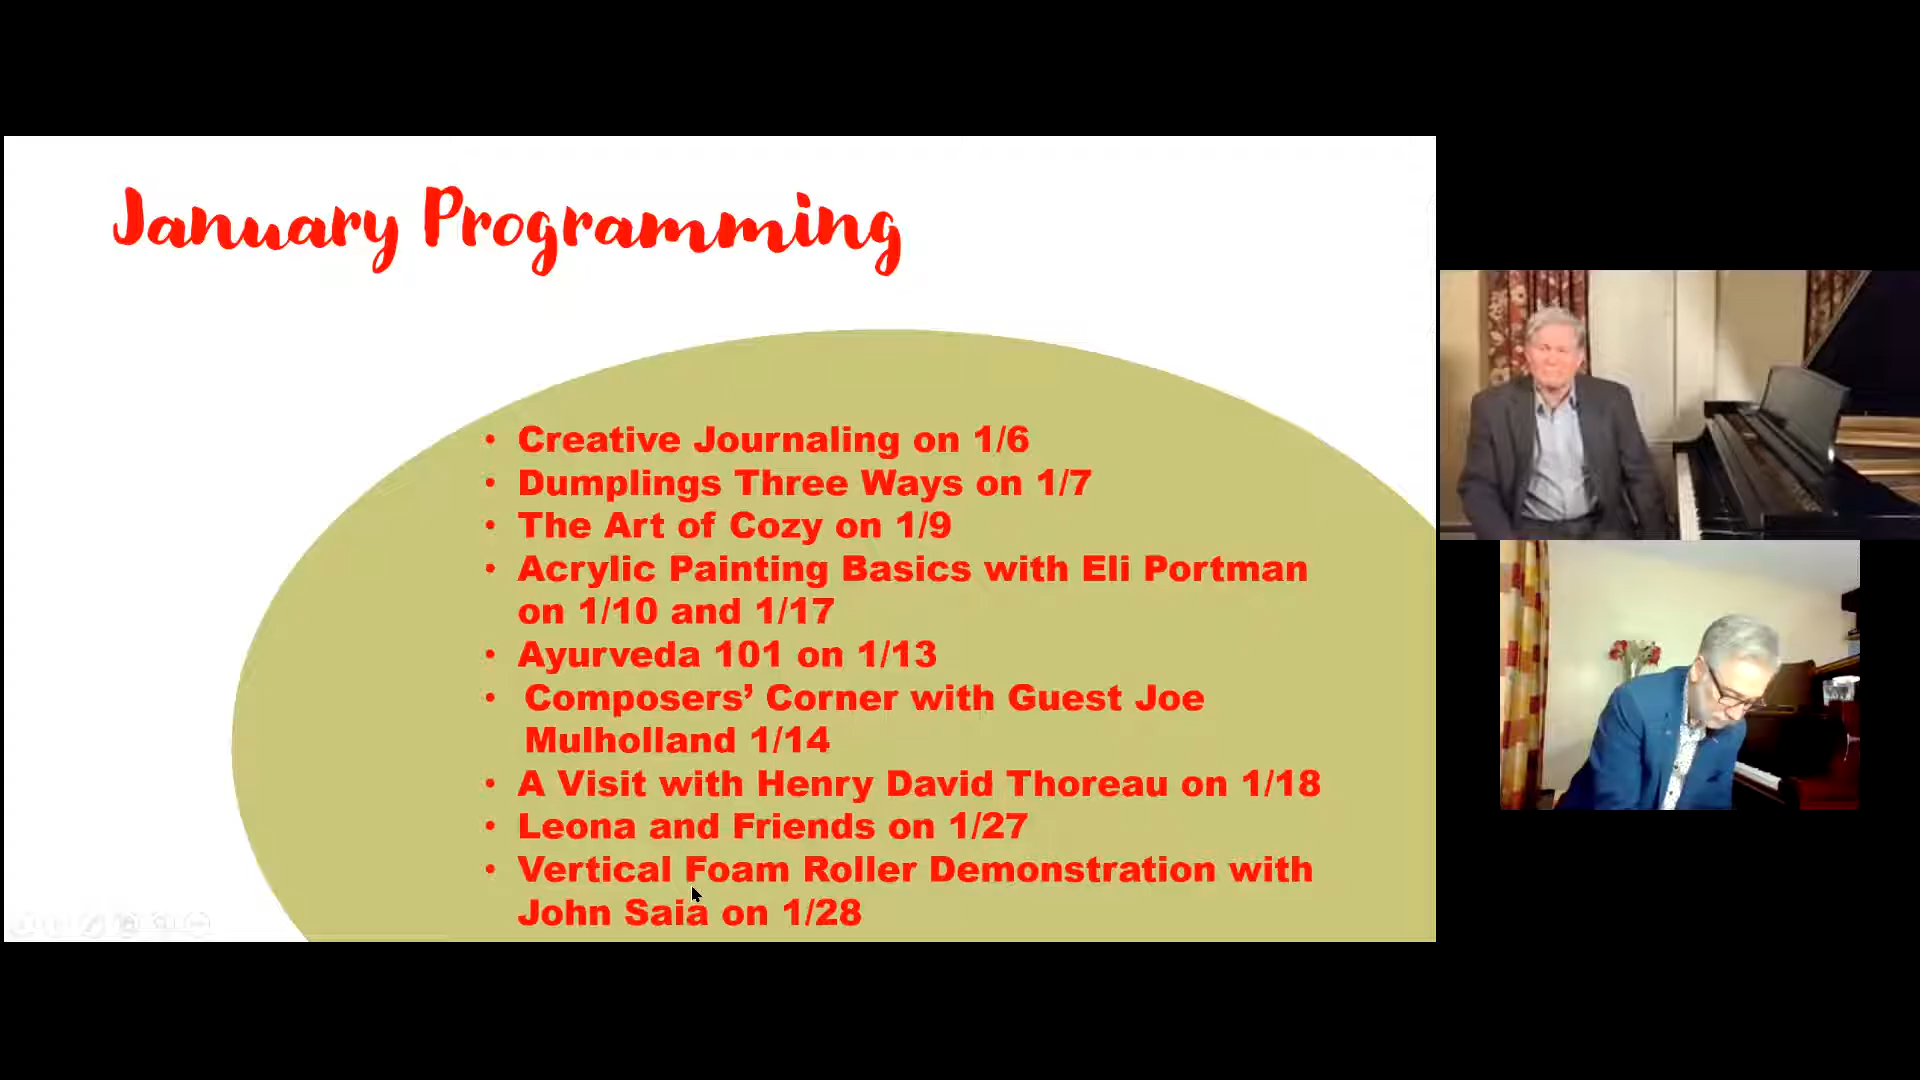 January Programming
• Creative Journaling on 1/6
• Dumplings Three Ways on 1/7
• The Art of Cozy on 1/9
• Acrylic Painting Basics with Eli Portman
on 1/10 and 1/17
• Ayurveda 101 on 1/13
• Composers’ Corner with Guest Joe
Mulholland 1/14
• A Visit with Henry David Thoreau on 1/18
• Leona and Friends on 1/27
• Vertical Foam Roller Demonstration with
John Saia on 1/28